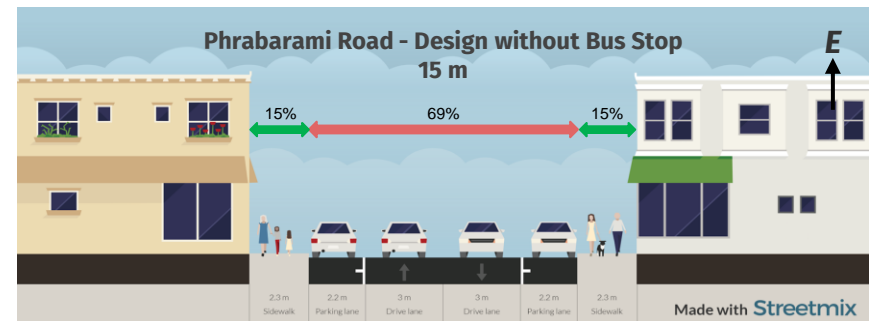 Phrabarami Road - Design without Bus Stop
15 m
E
15%
69%
15%
2.3 m
Sidewalk
2.2 m
Parking lane
3 m
Drive lane
3 m
Drive lane
2.2 m
Parking lane
2.3 m
Sidewalk
Made with Streetmix